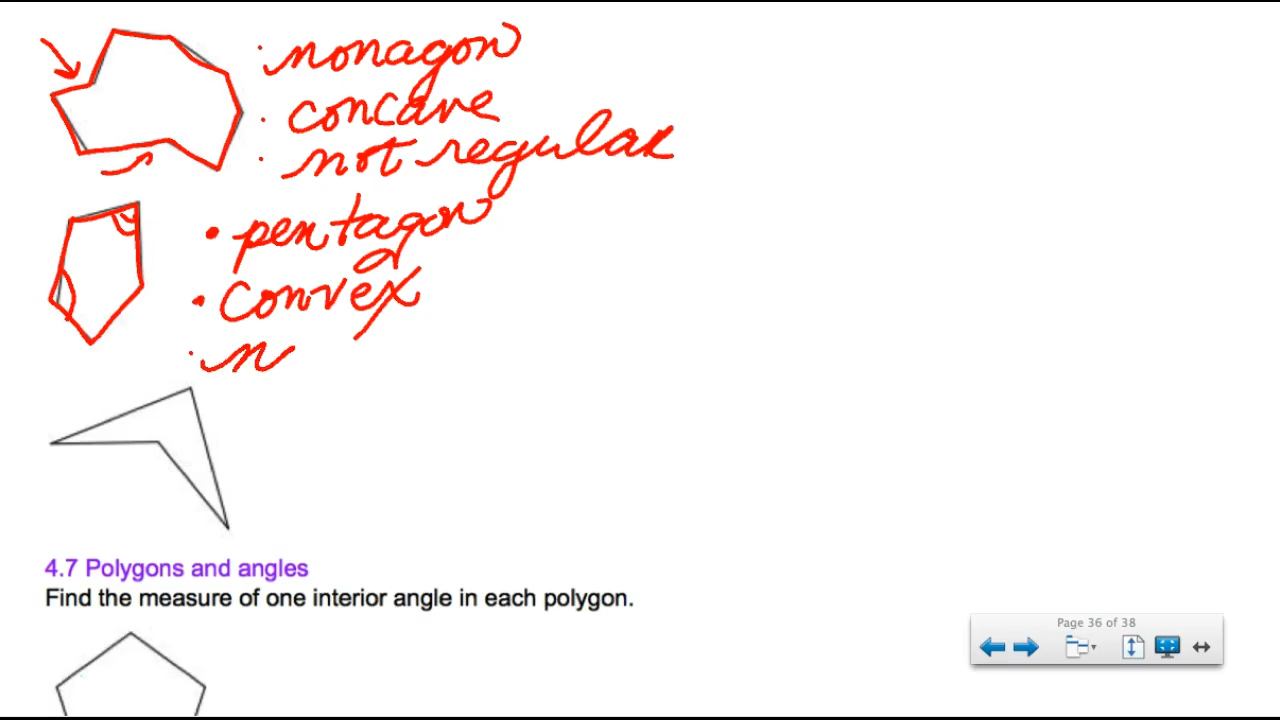 · nonagon
· concave
· not regular
• pentagon
• convex
· n
4.7 Polygons and angles
Find the measure of one interior angle in each polygon.
Page 36 of 38